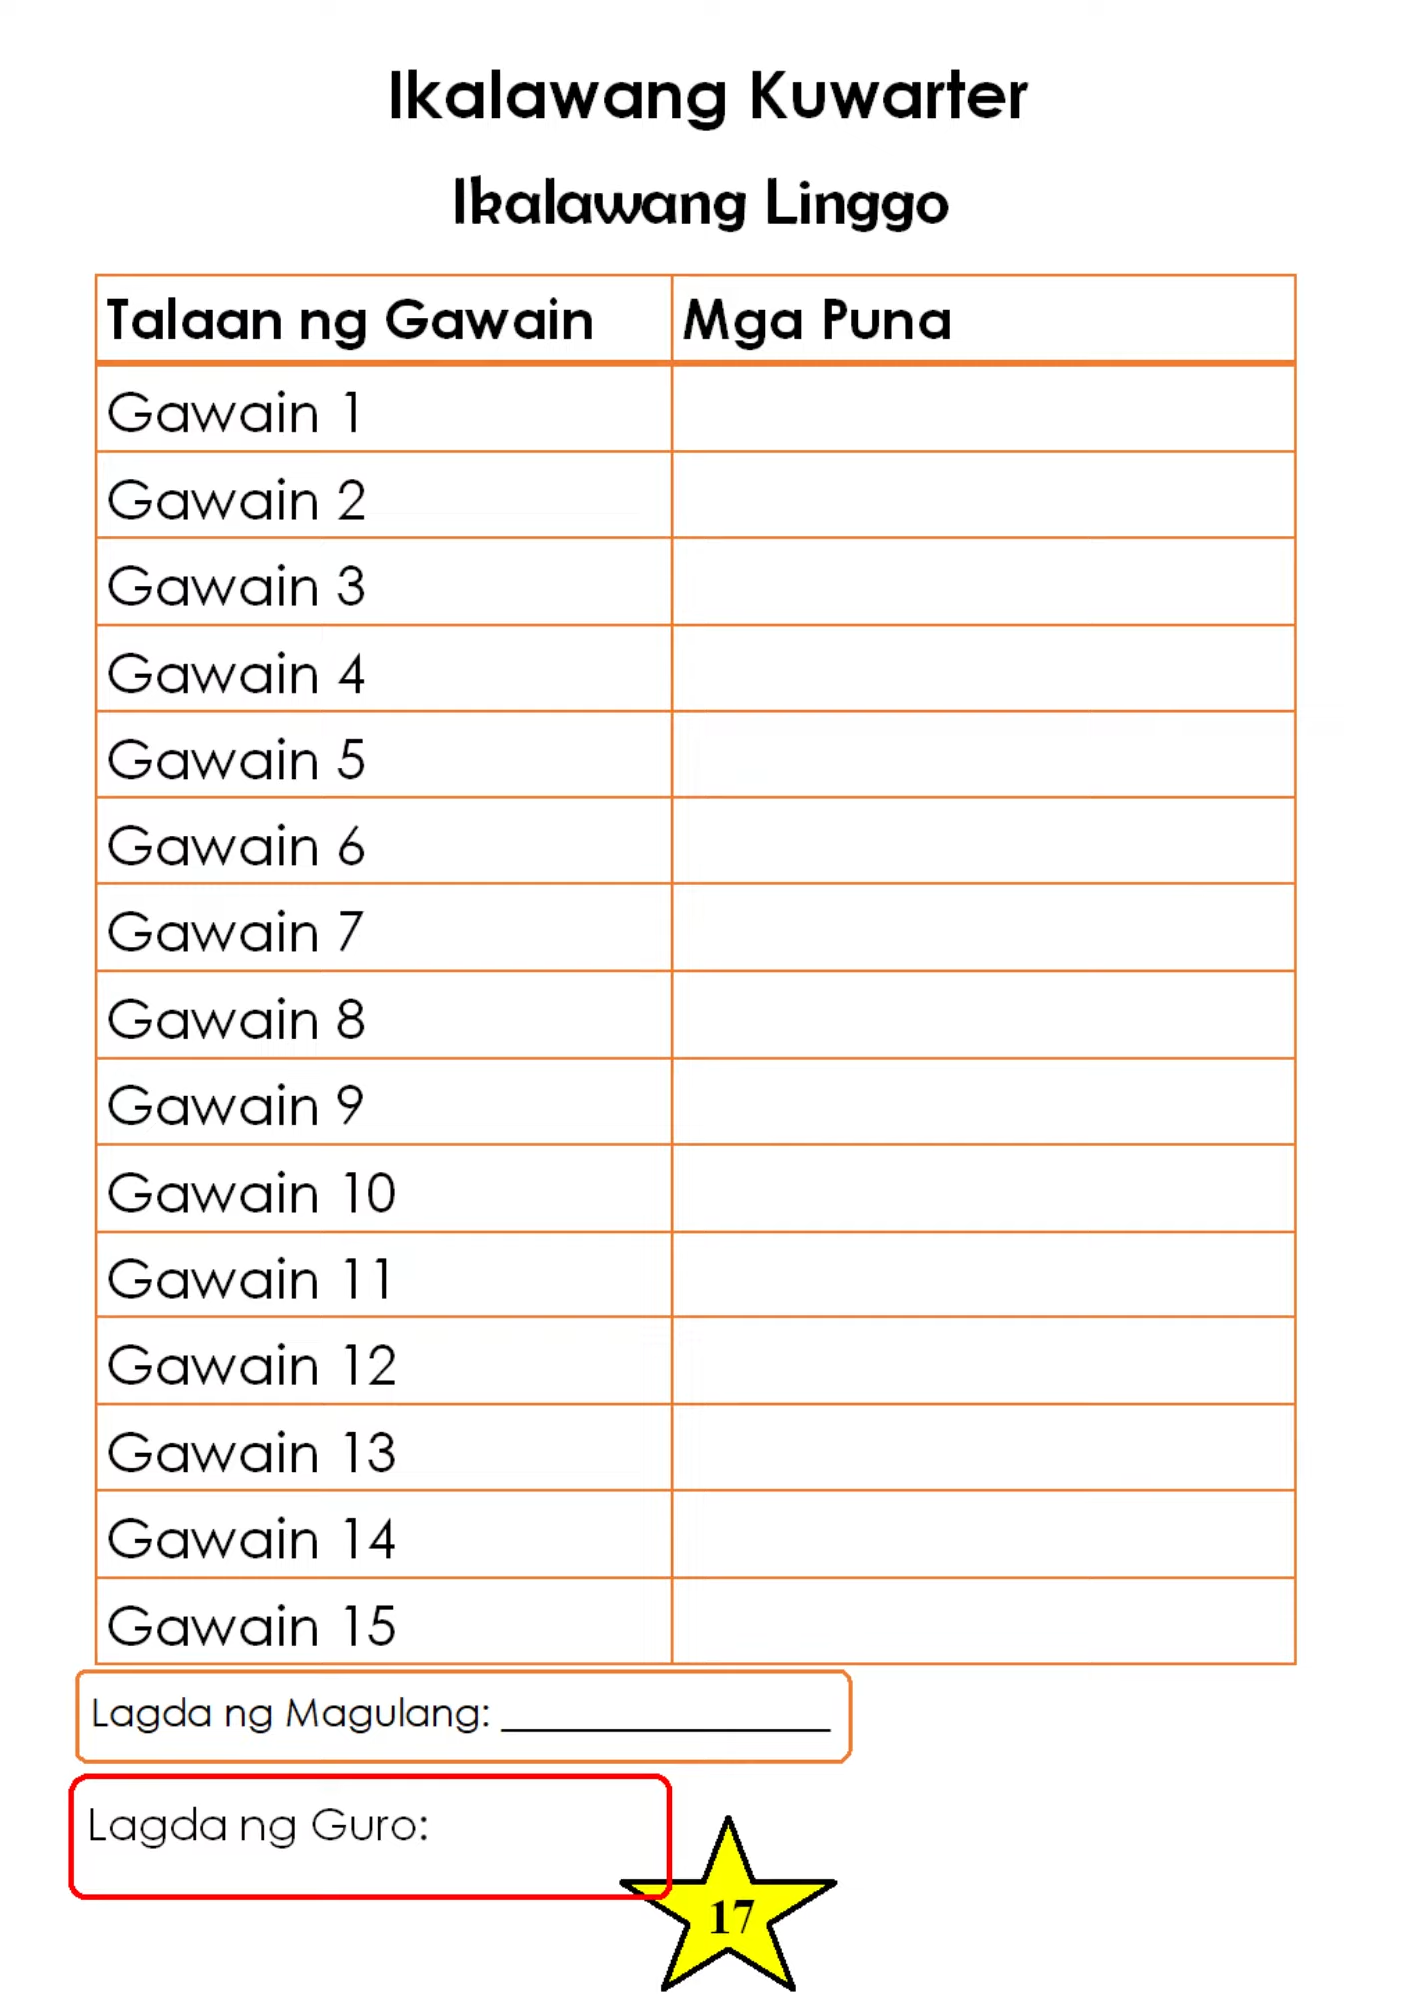 Ikalawang Kuwarter
Ikalawang Linggo
Talaan ng Gawain Mga Puna
Gawain 1
Gawain 2
Gawain 3
Gawain 4
Gawain 5
Gawain 6
Gawain 7
Gawain 8
Gawain 9
Gawain 10
Gawain 11
Gawain 12
Gawain 13
Gawain 14
Gawain 15
Lagda ng Magulang: _______________
Lagda ng Guro:
17